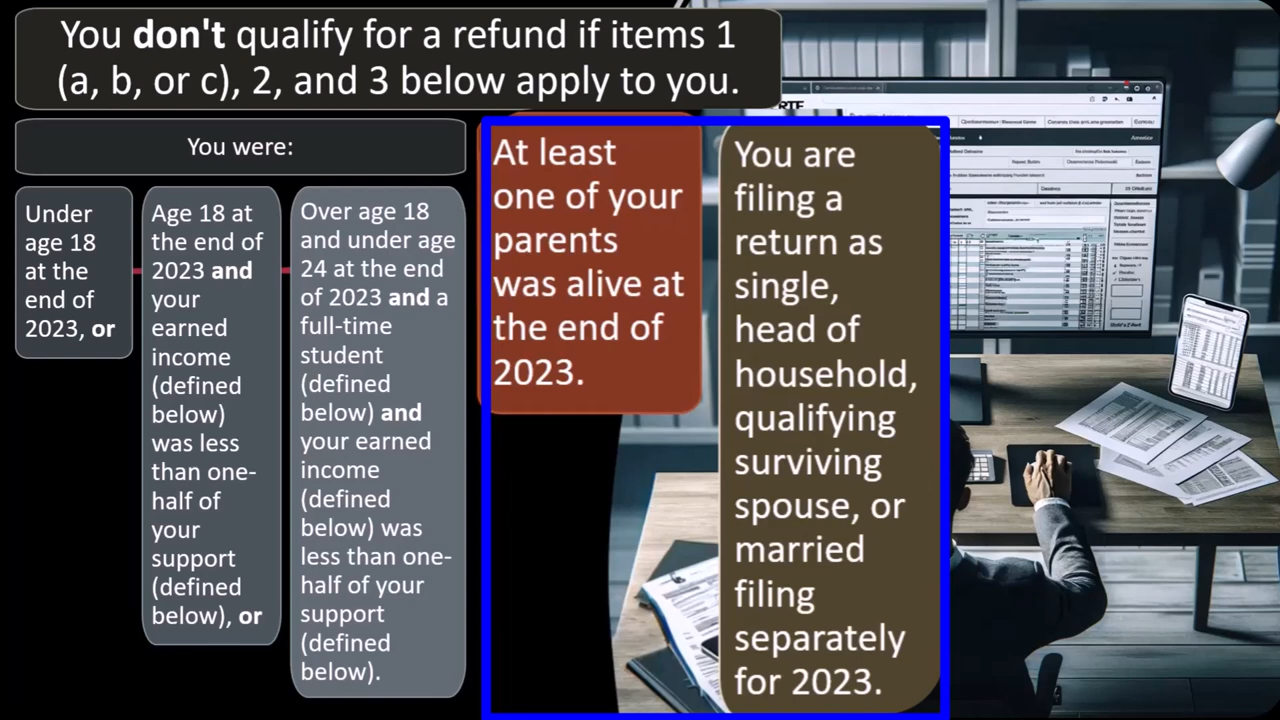 You don't qualify for a refund if items 1
(a, b, or c), 2, and 3 below apply to you.
You were:
Under
age 18
at the
end of
2023, or
Age 18 at
the end of
2023 and
your
earned
income
(defined
below)
was less
than one-
half of
your
support
(defined
below), or
Over age 18
and under age
24 at the end
of 2023 and a
full-time
student
(defined
below) and
your earned
income
(defined
below) was
less than one-
half of your
support
(defined
below).
At least
one of your
parents
was alive at
the end of
2023.
You are
filing a
return as
single,
head of
household,
qualifying
surviving
spouse, or
married
filing
separately
for 2023.